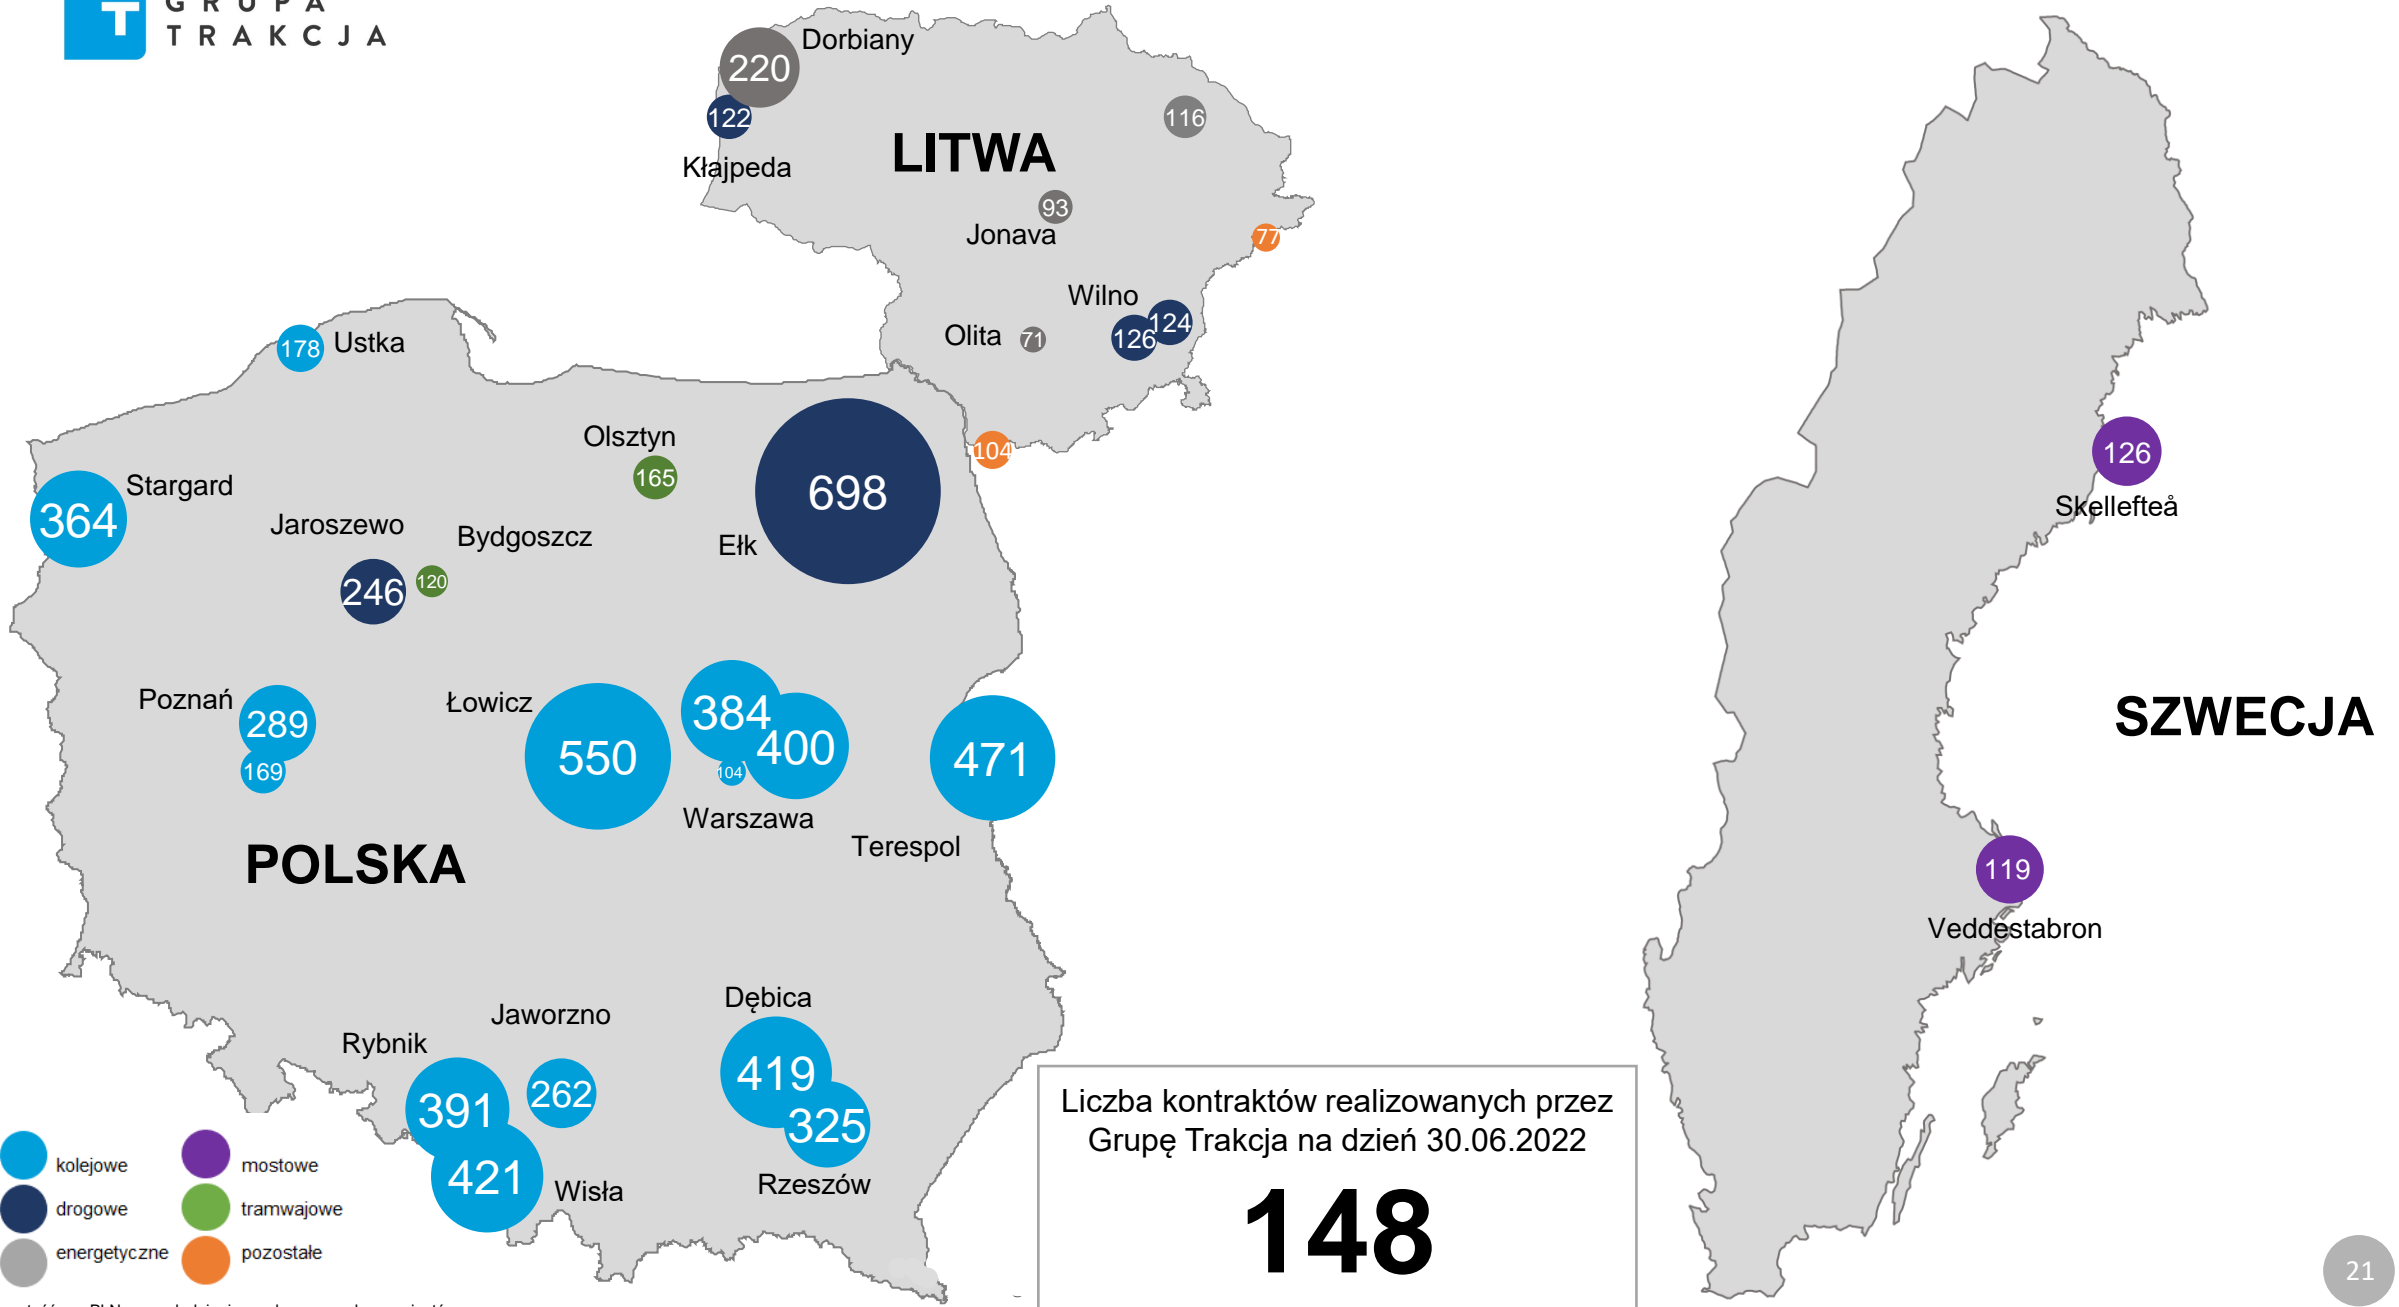 GRUPA
TRAKCJA
Dorbiany
220
122
Kłajpeda
LITWA
116
93
Jonava
77
Wilno
124
126
Olita
71
104
178
Ustka
Olsztyn
165
698
Ełk
Stargard
364
Jaroszewo
246
Bydgoszcz
120
Poznań
289
169
Łowicz
550
384
400
104
Warszawa
471
Terespol
POLSKA
Dębica
419
325
Rzeszów
Jaworzno
262
Rybnik
391
421
Wisła
126
Skellefteå
SZWECJA
119
Veddestabron
kolejowe
drogowe
energetyczne
mostowe
tramwajowe
pozostałe
Liczba kontraktów realizowanych przez
Grupę Trakcja na dzień 30.06.2022
148
21